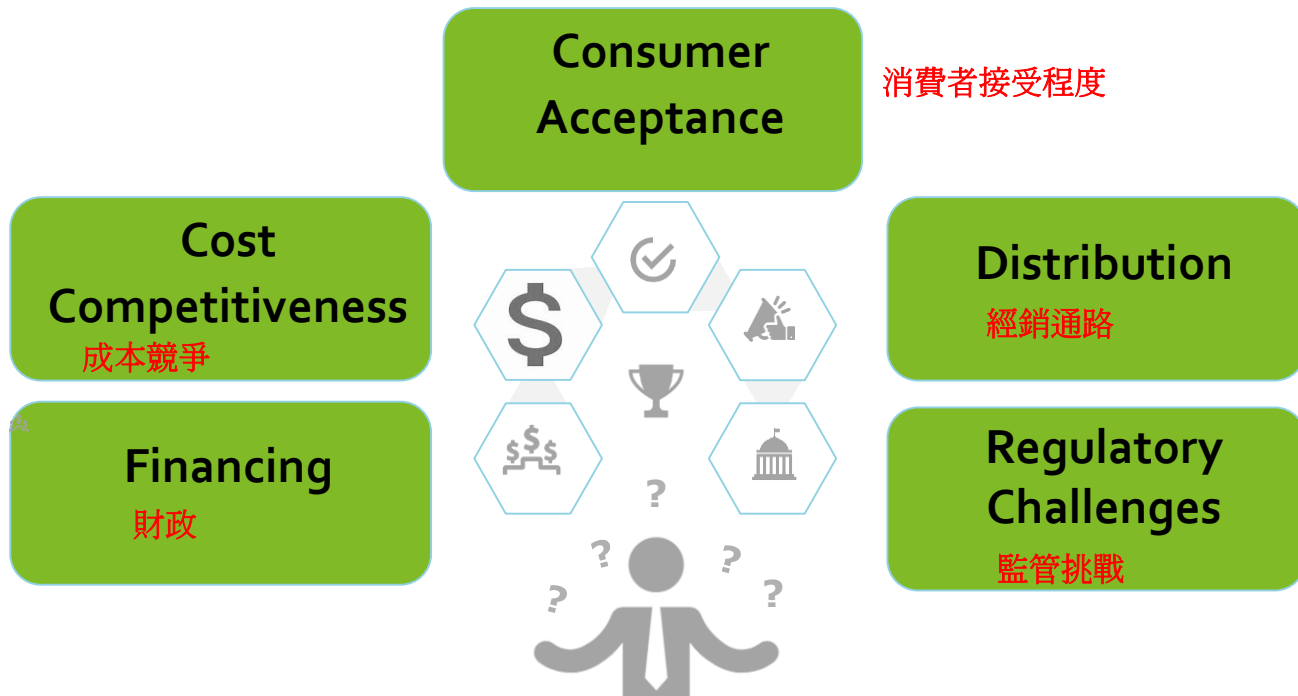 Consumer
Acceptance
消費者接受程度
Cost
Competitiveness
成本競爭
Distribution
經銷通路
Financing
財政
Regulatory
Challenges
監管挑戰
$
$ $ $
?
?
?
?
?